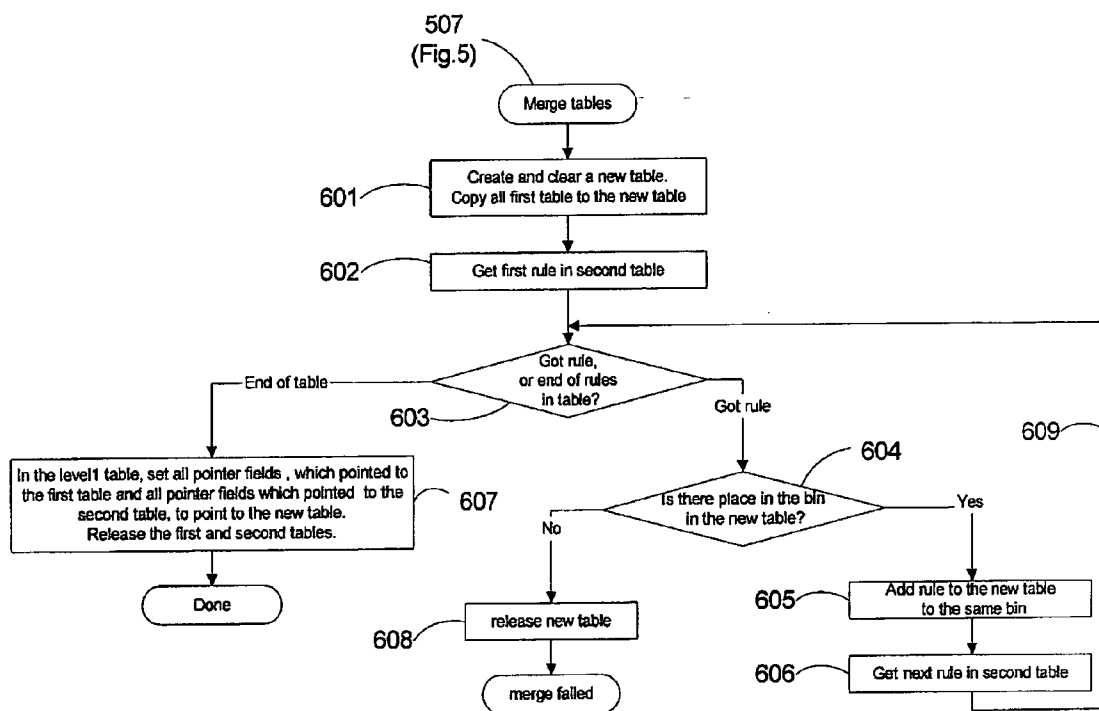 507
(Fig.5)
Merge tables
601
Create and clear a new table.
Copy all first table to the new table
602
Get first rule in second table
Got rule,
or end of rules
in table?
End of table
603
Got rule
609
604
In the level1 table, set all pointer fields , which pointed to
the first table and all pointer fields which pointed to the
second table, to point to the new table.
Release the first and second tables.
607
Is there place in the bin
in the new table?
No
Yes
Done
605
Add rule to the new table
to the same bin
release new table
608
606
Get next rule in second table
merge failed